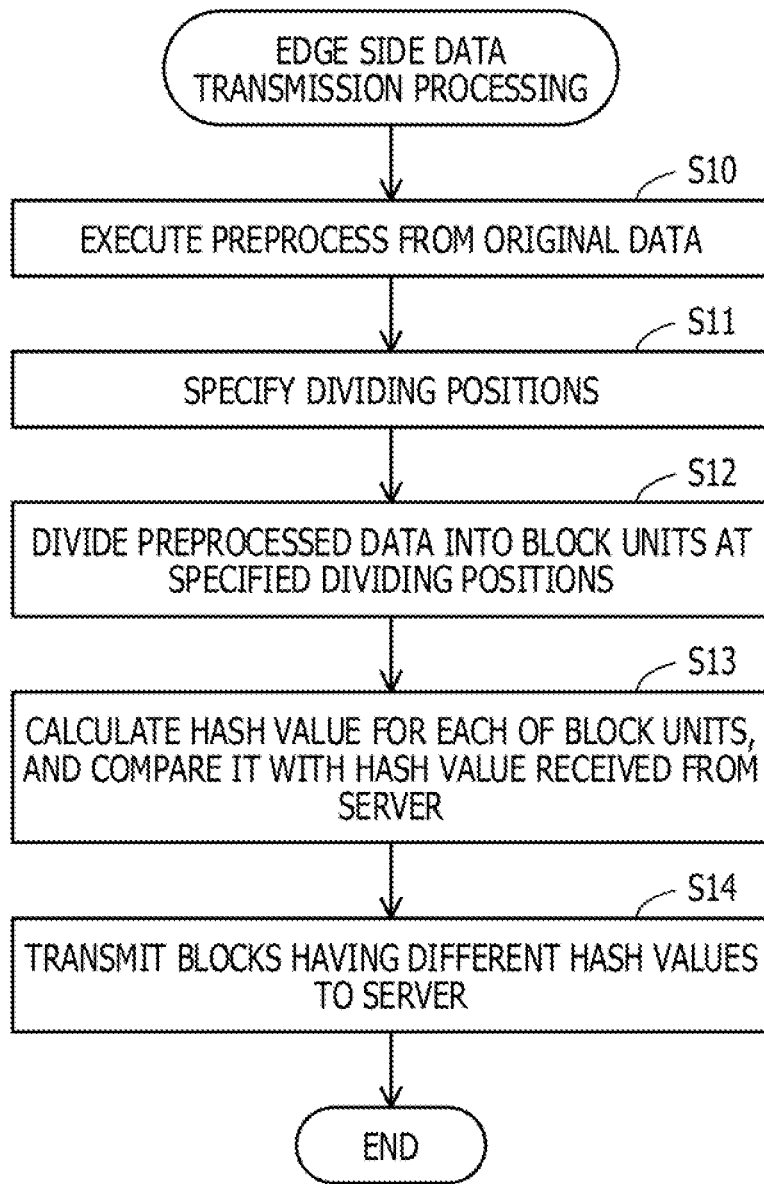 EDGE SIDE DATA
TRANSMISSION PROCESSING
S10
EXECUTE PREPROCESS FROM ORIGINAL DATA
S11
SPECIFY DIVIDING POSITIONS
S12
DIVIDE PREPROCESSED DATA INTO BLOCK UNITS AT
SPECIFIED DIVIDING POSITIONS
S13
CALCULATE HASH VALUE FOR EACH OF BLOCK UNITS,
AND COMPARE IT WITH HASH VALUE RECEIVED FROM
SERVER
S14
TRANSMIT BLOCKS HAVING DIFFERENT HASH VALUES
TO SERVER
END